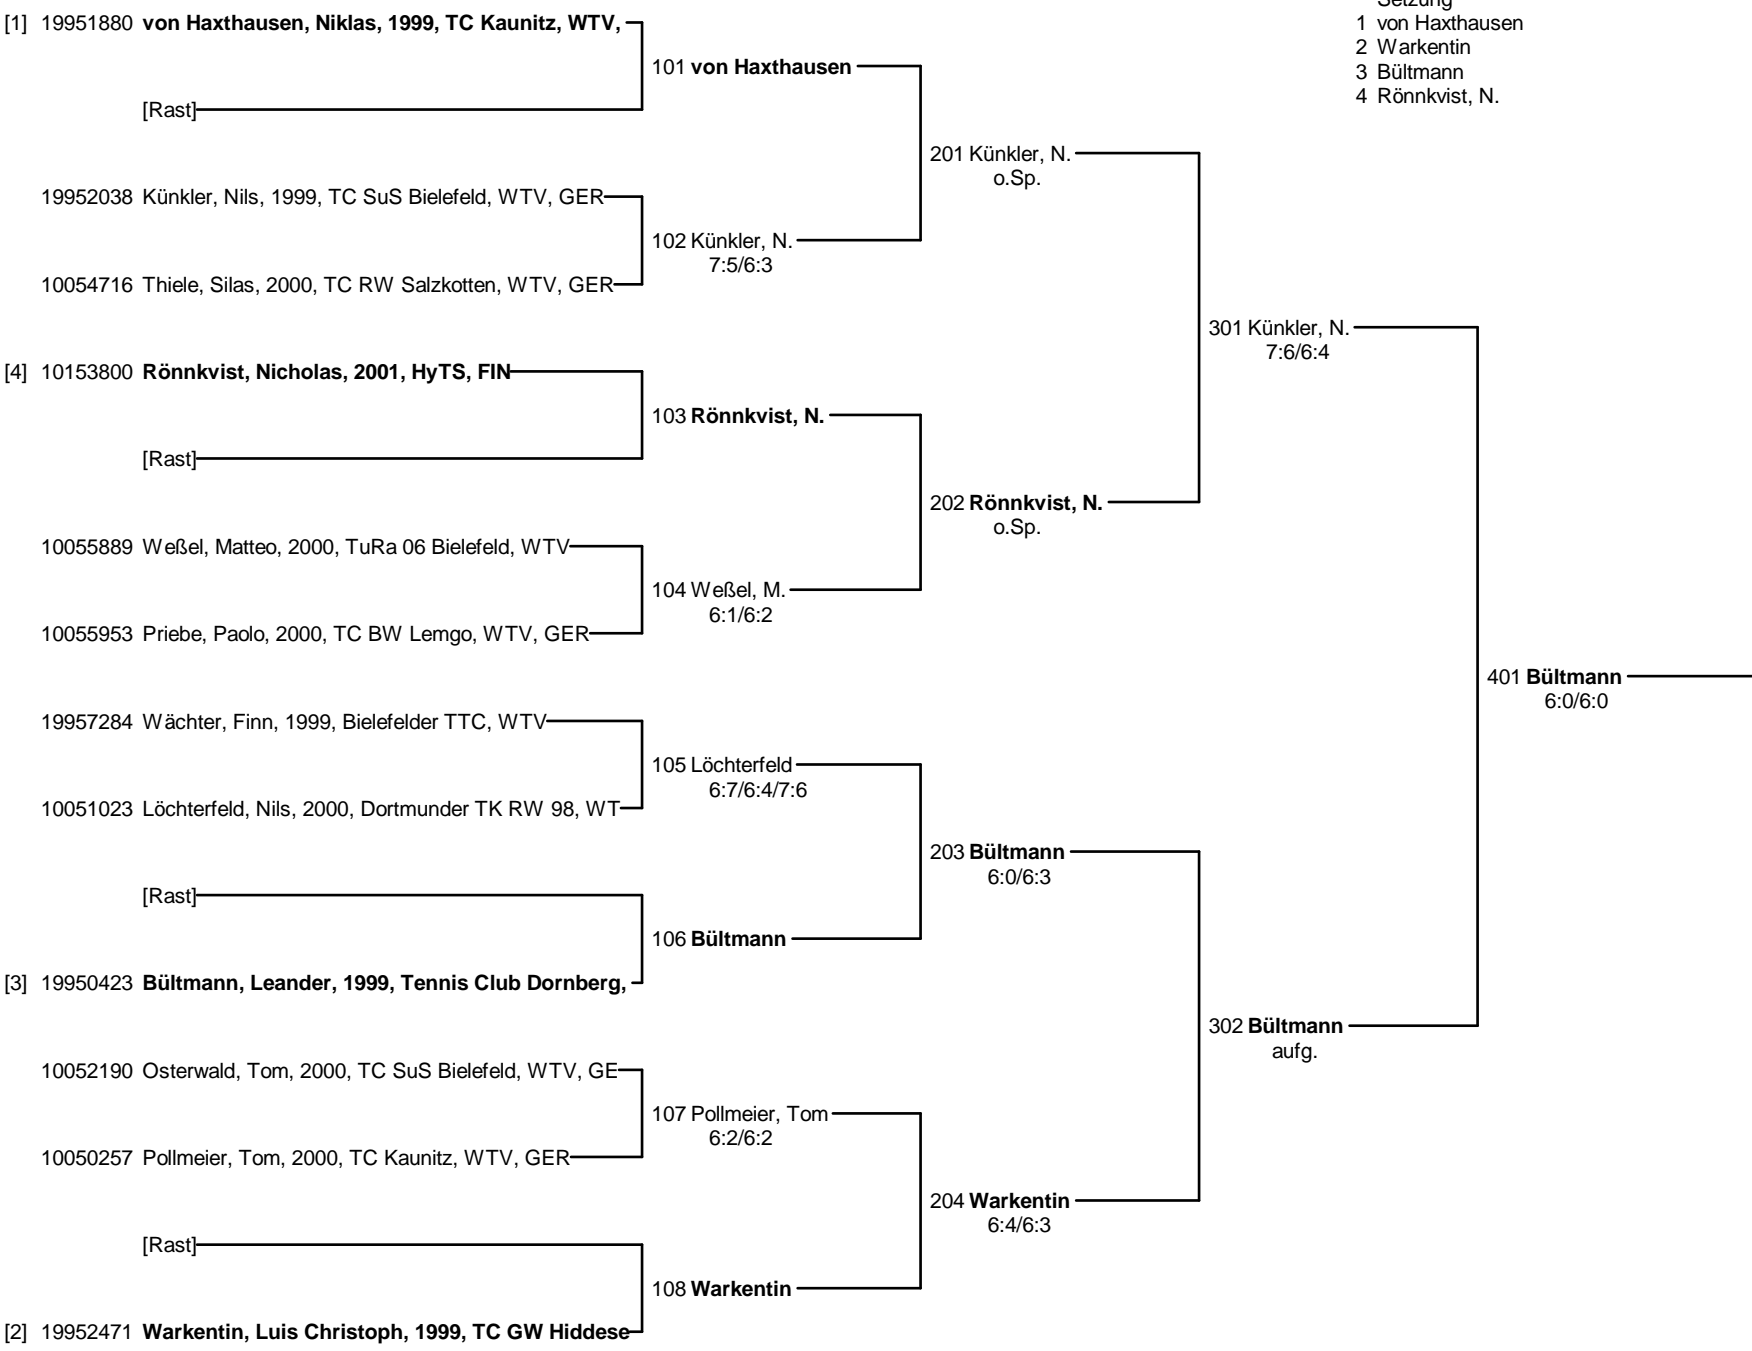 Setzung
1 von Haxthausen
2 Warkentin
3 Bültmann
4 Rönnkvist, N.
[1] 19951880 von Haxthausen, Niklas, 1999, TC Kaunitz, WTV,
101 von Haxthausen
[Rast]
201 Künkler, N.
o.Sp.
19952038 Künkler, Nils, 1999, TC SuS Bielefeld, WTV, GER
102 Künkler, N.
7:5/6:3
10054716 Thiele, Silas, 2000, TC RW Salzkotten, WTV, GER
301 Künkler, N.
7:6/6:4
[4] 10153800 Rönnkvist, Nicholas, 2001, HyTS, FIN
103 Rönnkvist, N.
[Rast]
202 Rönnkvist, N.
o.Sp.
10055889 Weßel, Matteo, 2000, TuRa 06 Bielefeld, WTV
104 Weßel, M.
6:1/6:2
10055953 Priebe, Paolo, 2000, TC BW Lemgo, WTV, GER
401 Bültmann
6:0/6:0
19957284 Wächter, Finn, 1999, Bielefelder TTC, WTV
105 Löchterfeld
6:7/6:4/7:6
10051023 Löchterfeld, Nils, 2000, Dortmunder TK RW 98, WT
203 Bültmann
6:0/6:3
[Rast]
106 Bültmann
[3] 19950423 Bültmann, Leander, 1999, Tennis Club Dornberg,
302 Bültmann
aufg.
10052190 Osterwald, Tom, 2000, TC SuS Bielefeld, WTV, GE
107 Pollmeier, Tom
6:2/6:2
10050257 Pollmeier, Tom, 2000, TC Kaunitz, WTV, GER
204 Warkentin
6:4/6:3
[Rast]
108 Warkentin
[2] 19952471 Warkentin, Luis Christoph, 1999, TC GW Hiddese